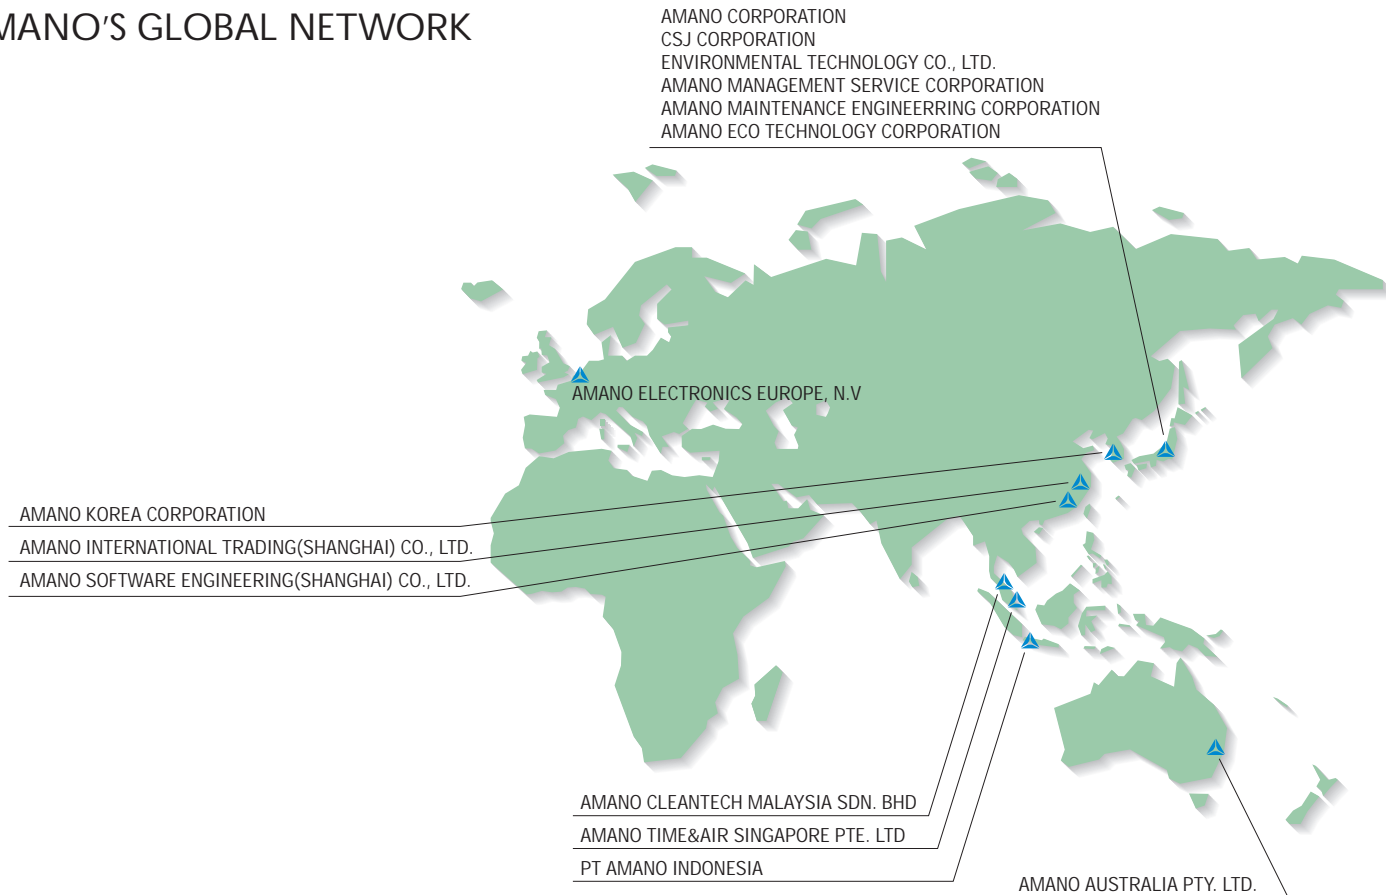 MANO'S GLOBAL NETWORK
AMANO CORPORATION
CSJ CORPORATION
ENVIRONMENTAL TECHNOLOGY CO., LTD.
AMANO MANAGEMENT SERVICE CORPORATION
AMANO MAINTENANCE ENGINEERRING CORPORATION
AMANO ECO TECHNOLOGY CORPORATION
AMANO ELECTRONICS EUROPE, N.V
AMANO KOREA CORPORATION
AMANO INTERNATIONAL TRADING(SHANGHAI) CO., LTD.
AMANO SOFTWARE ENGINEERING(SHANGHAI) CO., LTD.
AMANO CLEANTECH MALAYSIA SDN. BHD
AMANO TIME&AIR SINGAPORE PTE. LTD
PT AMANO INDONESIA
AMANO AUSTRALIA PTY. LTD.